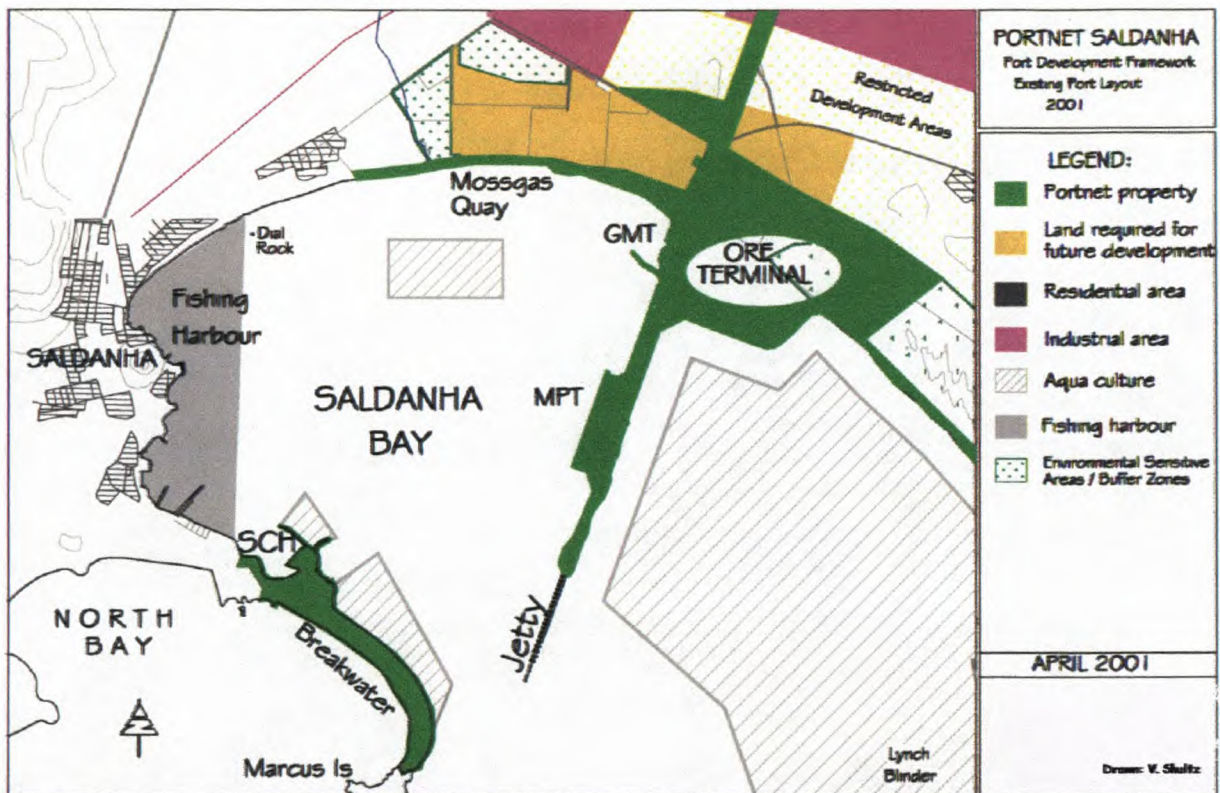 PORTNET SALDANHA
Port Development Framework
Existing Port Layout
2001
LEGEND:
Portnet property
Land required for
future development
Residential area
Industrial area
Aqua culture
Fishing harbour
Environmental Sensitive
Areas / Buffer Zones
APRIL 2001
Drawn: V. Shultz
Restricted
Development Areas
Mossgas
Quay
Dial
Rock
GMT
ORE
TERMINAL
Fishing
Harbour
SALDANHA
SALDANHA
BAY
MPT
SCH
NORTH
BAY
Breakwater
Jetty
Marcus Is
Lynch
Blinder